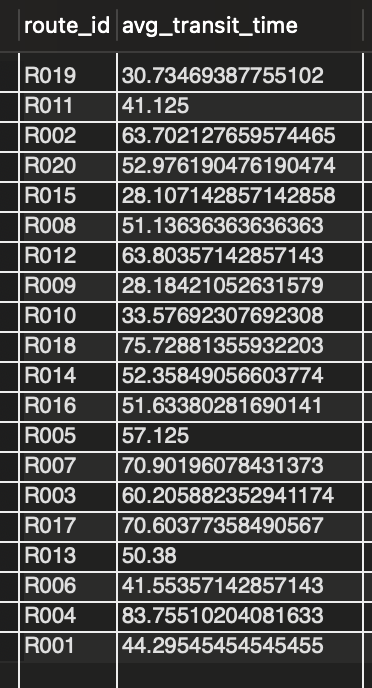 route_id avg_transit_time
R019 30.73469387755102
R011 41.125
R002 63.702127659574465
R020 52.976190476190474
R015 28.107142857142858
R008 51.13636363636363
R012 63.80357142857143
R009 28.18421052631579
R010 33.57692307692308
R018 75.72881355932203
R014 52.35849056603774
R016 51.63380281690141
R005 57.125
R007 70.90196078431373
R003 60.205882352941174
R017 70.60377358490567
R013 50.38
R006 41.55357142857143
R004 83.75510204081633
R001 44.29545454545455